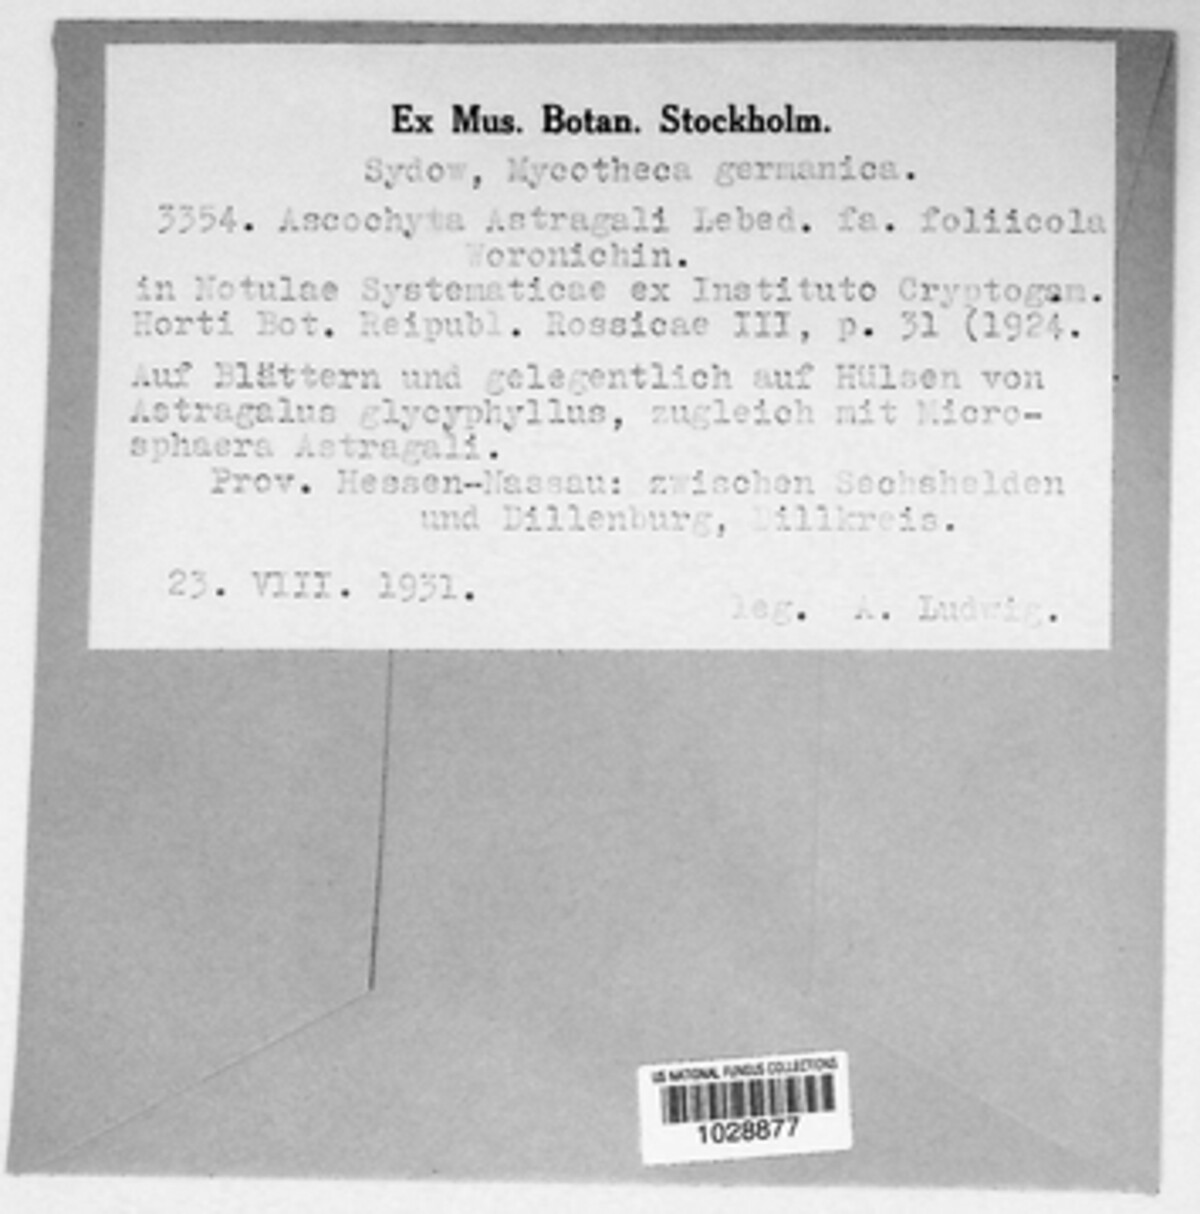 Ex Mus. Botan. Stockholm.
Sydow, Mycotheca germanica.
3354. Ascochyta Astragali Lebed. fa. foliicola
Woronichin.
in Notulae Systematicae ex Instituto Cryptogam.
Horti Bot. Reipubl. Rossicae III, p. 31 (1924.
Auf Blättern und gelegentlich auf Hülsen von
Astragalus glycyphyllus, zugleich mit Micro-
sphaera Astragali.
Prov. Hessen-Nassau: zwischen Sechshelden
und Dillenburg, Dillkreis.
23. VIII. 1931.
leg. A. Ludwig.
US NATIONAL FUNGUS COLLECTIONS
1028877